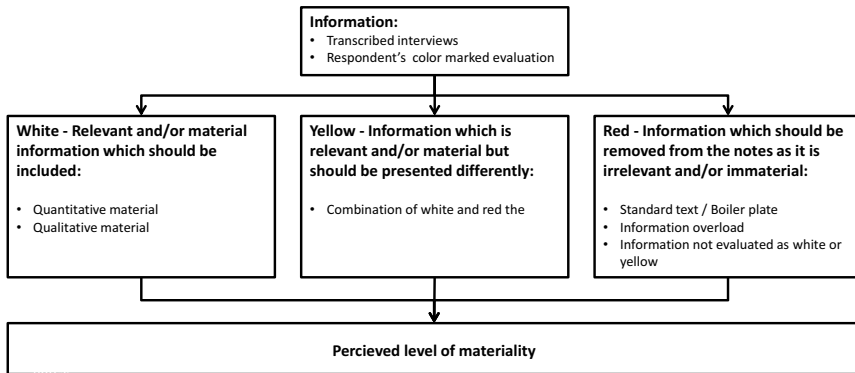 Information:
• Transcribed interviews
• Respondent's color marked evaluation
White - Relevant and/or material
information which should be
included:
• Quantitative material
• Qualitative material
Yellow - Information which is
relevant and/or material but
should be presented differently:
• Combination of white and red the
Red - Information which should be
removed from the notes as it is
irrelevant and/or immaterial:
• Standard text / Boiler plate
• Information overload
• Information not evaluated as white or
yellow
Percieved level of materiality